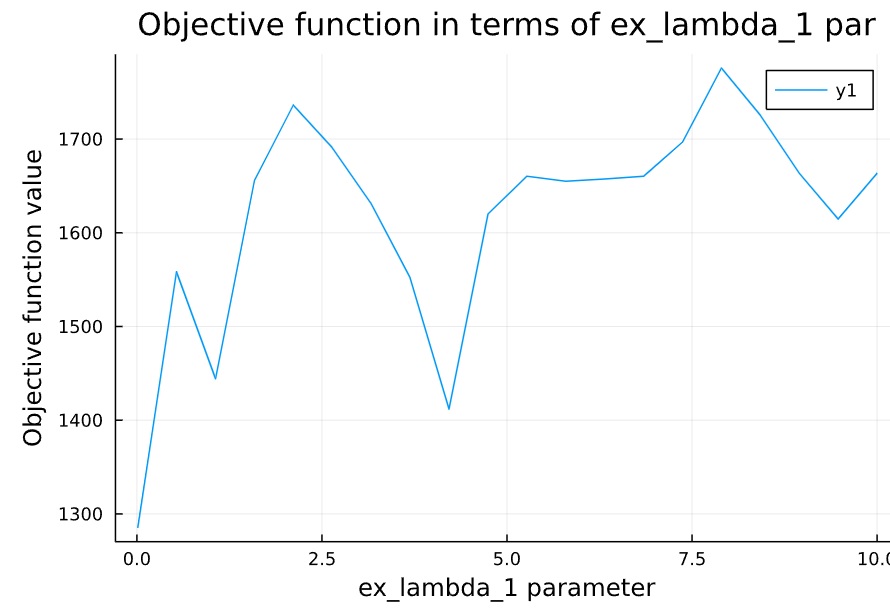 Objective function in terms of ex_lambda_1 par
y1
Objective function value
1700
1600
1500
1400
1300
0.0 2.5 5.0 7.5 10.0
ex_lambda_1 parameter